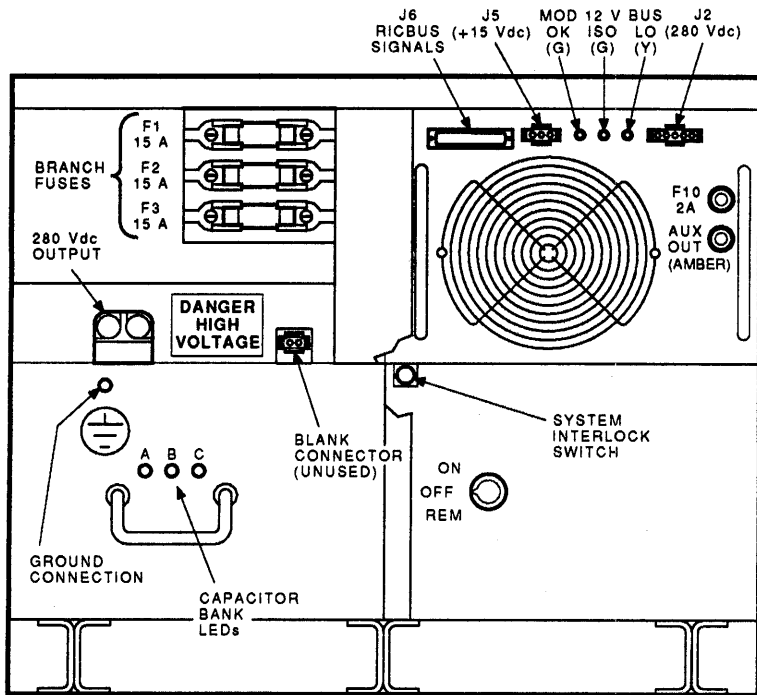 J6
RICBUS
SIGNALS
J5
(+15 Vdc)
MOD
OK
(G)
12 V
ISO
(G)
BUS
LO
(Y)
J2
(280 Vdc)
F1
15 A
F2
15 A
F3
15 A
BRANCH
FUSES
F10
2A
AUX
OUT
(AMBER)
280 Vdc
OUTPUT
DANGER
HIGH
VOLTAGE
BLANK
CONNECTOR
(UNUSED)
SYSTEM
INTERLOCK
SWITCH
A B C
ON
OFF
REM
GROUND
CONNECTION
CAPACITOR
BANK
LEDs